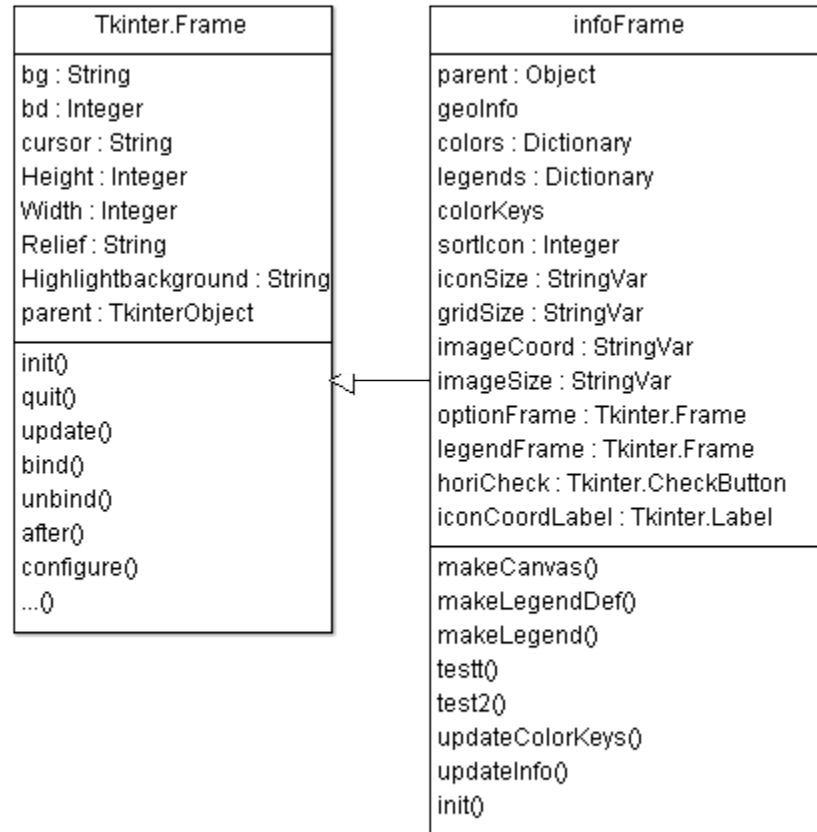 Tkinter.Frame
bg : String
bd : Integer
cursor : String
Height : Integer
Width : Integer
Relief : String
Highlightbackground : String
parent : TkinterObject
init()
quit()
update()
bind()
unbind()
after()
configure()
...()
infoFrame
parent : Object
geoInfo
colors : Dictionary
legends : Dictionary
colorKeys
sortIcon : Integer
iconSize : StringVar
gridSize : StringVar
imageCoord : StringVar
imageSize : StringVar
optionFrame : Tkinter.Frame
legendFrame : Tkinter.Frame
horiCheck : Tkinter.CheckButton
iconCoordLabel : Tkinter.Label
makeCanvas()
makeLegendDef()
makeLegend()
testt()
test2()
updateColorKeys()
updateInfo()
init()